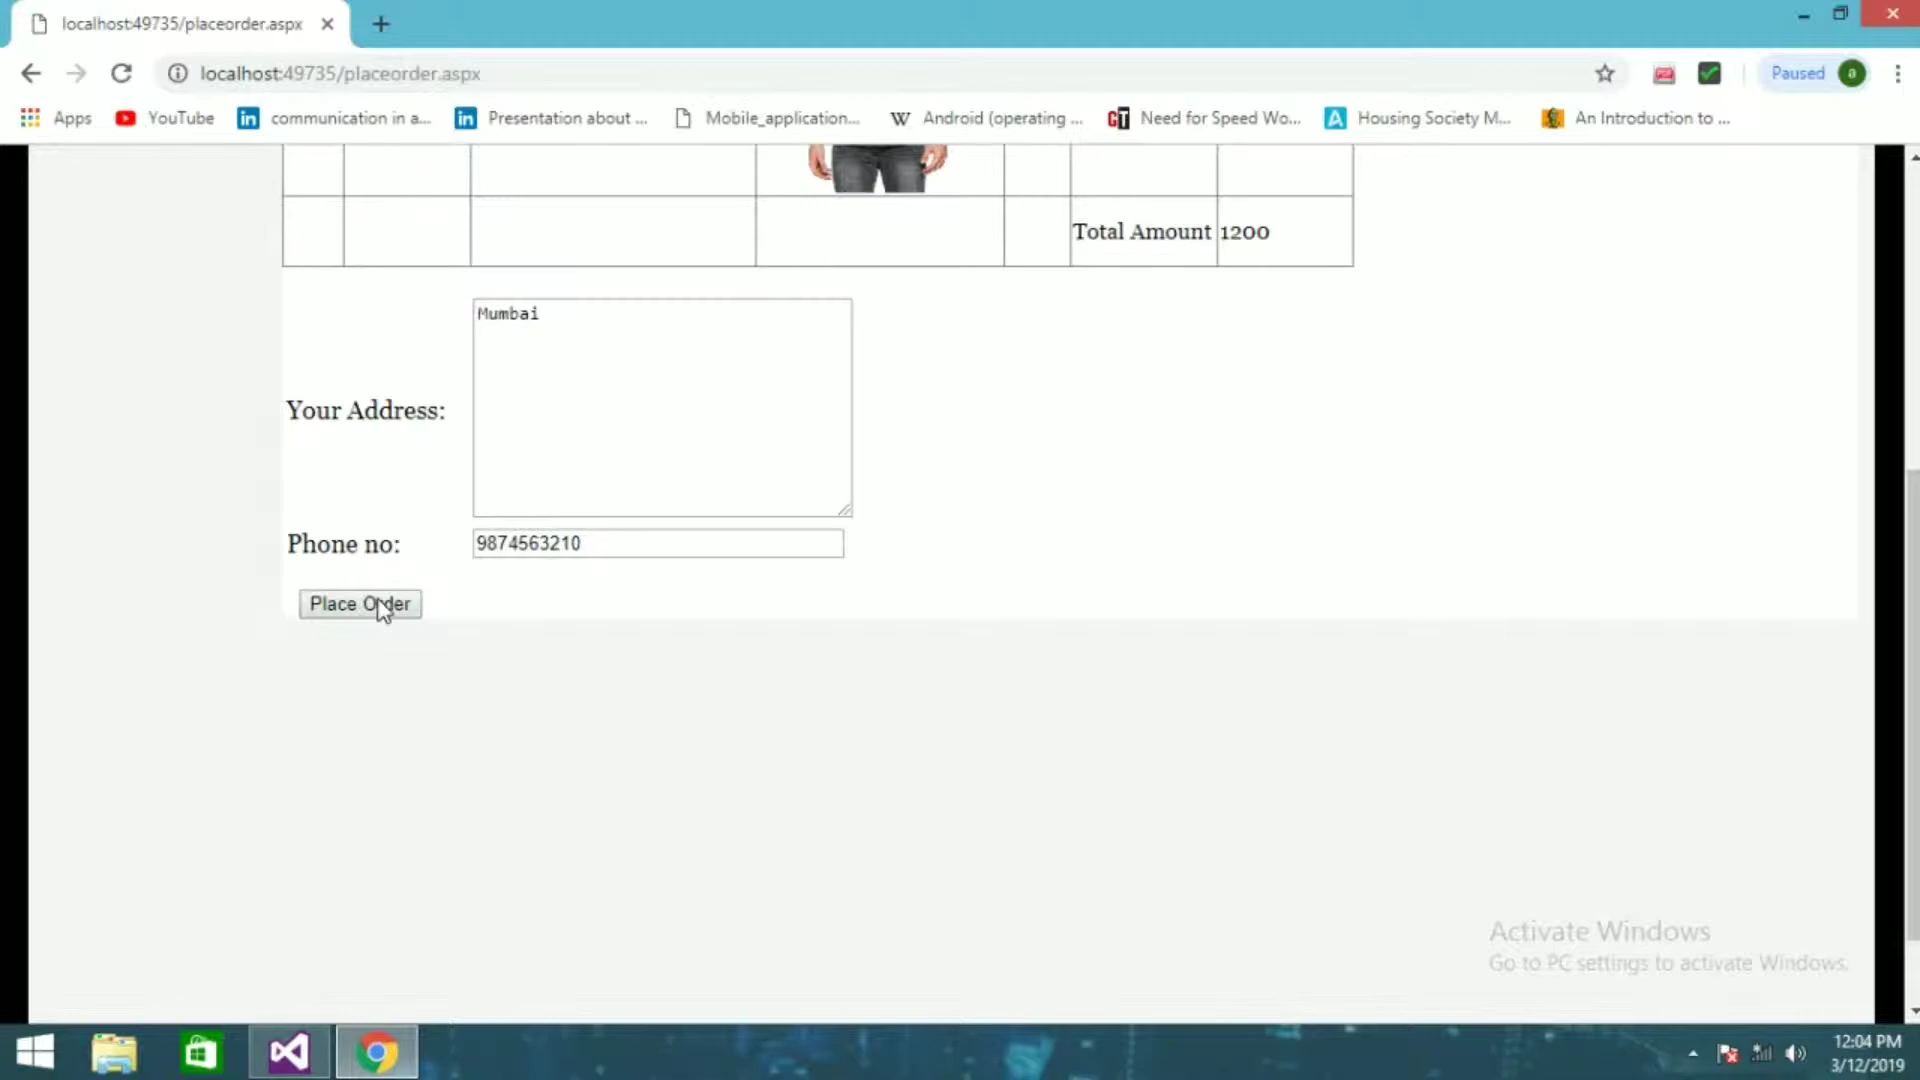 localhost:49735/placeorder.aspx
localhost:49735/placeorder.aspx
Paused a
Apps YouTube communication in a... Presentation about ... Mobile_application... Android (operating ... Need for Speed Wo... Housing Society M... An Introduction to ...
Total Amount 1200
Mumbai
Your Address:
Phone no: 9874563210
Place Order
Activate Windows
Go to PC settings to activate Windows.
12:04 PM
3/12/2019